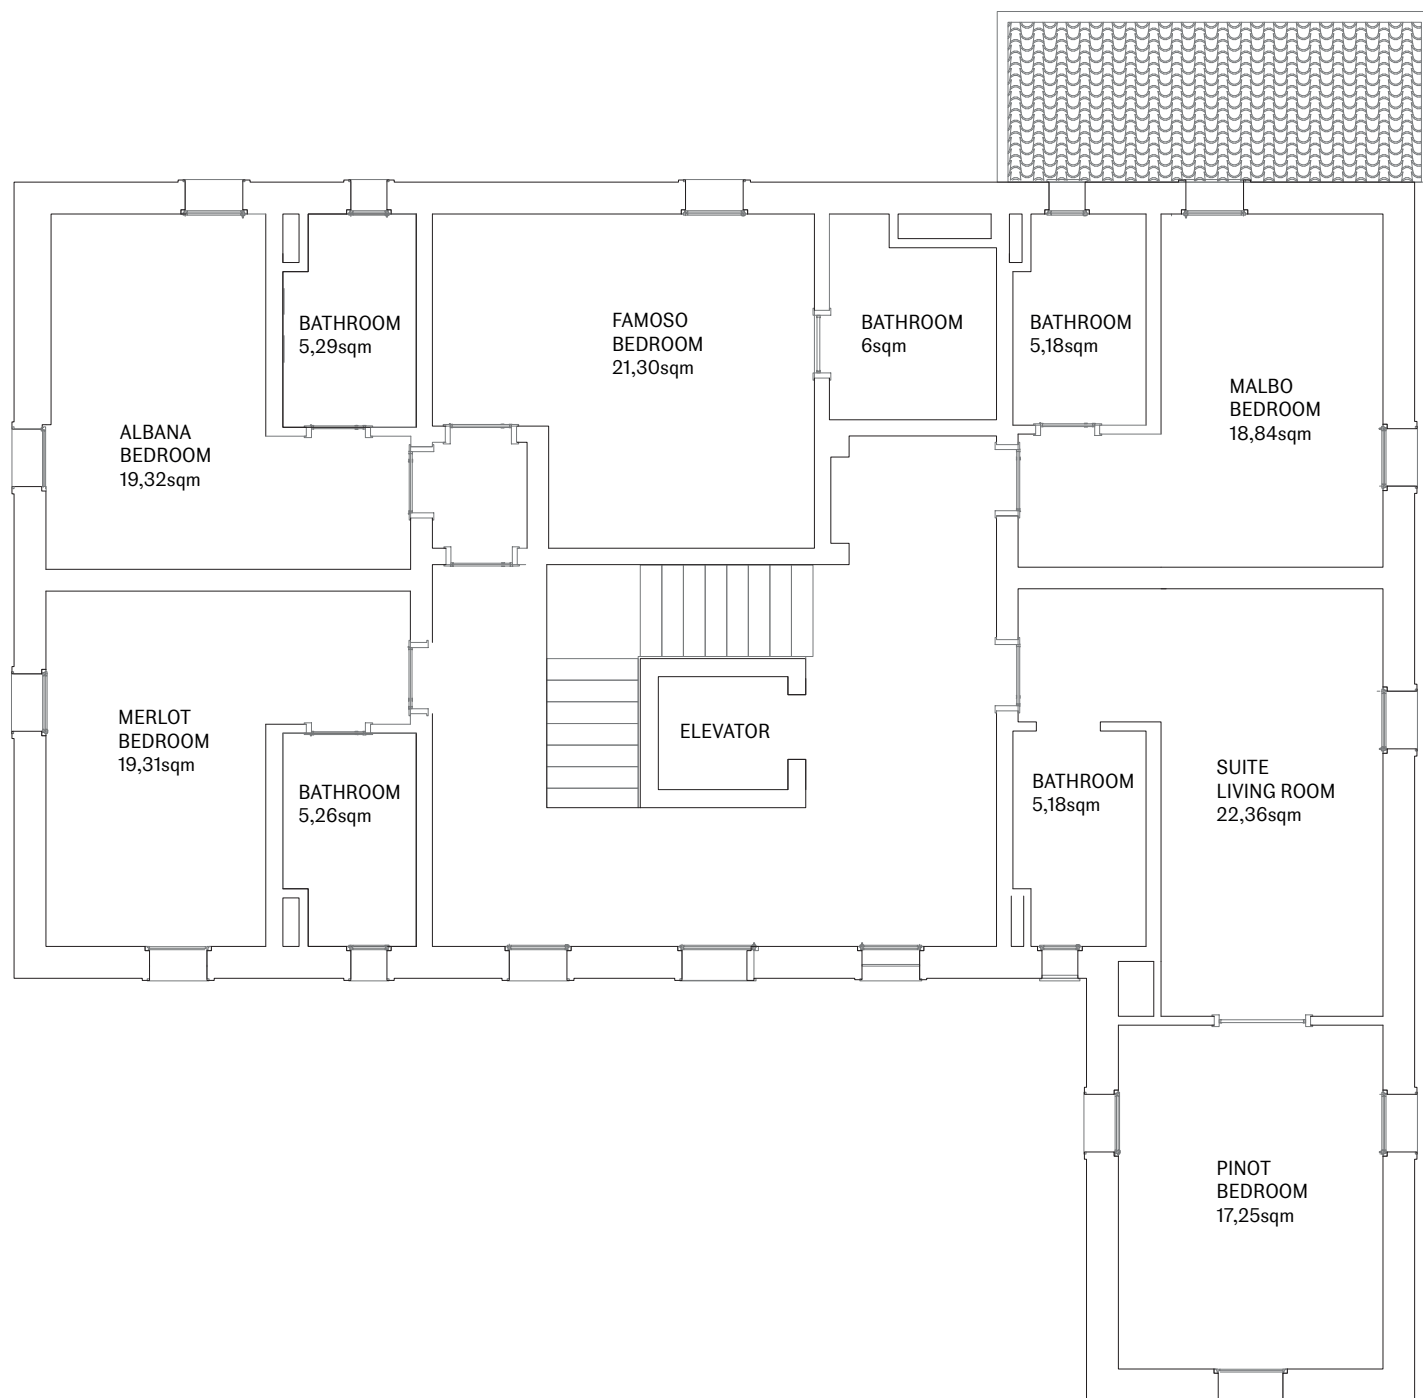 BATHROOM
5,29sqm
FAMOSO
BEDROOM
21,30sqm
BATHROOM
6sqm
BATHROOM
5,18sqm
MALBO
BEDROOM
18,84sqm
ALBANA
BEDROOM
19,32sqm
MERLOT
BEDROOM
19,31sqm
BATHROOM
5,26sqm
ELEVATOR
BATHROOM
5,18sqm
SUITE
LIVING ROOM
22,36sqm
PINOT
BEDROOM
17,25sqm